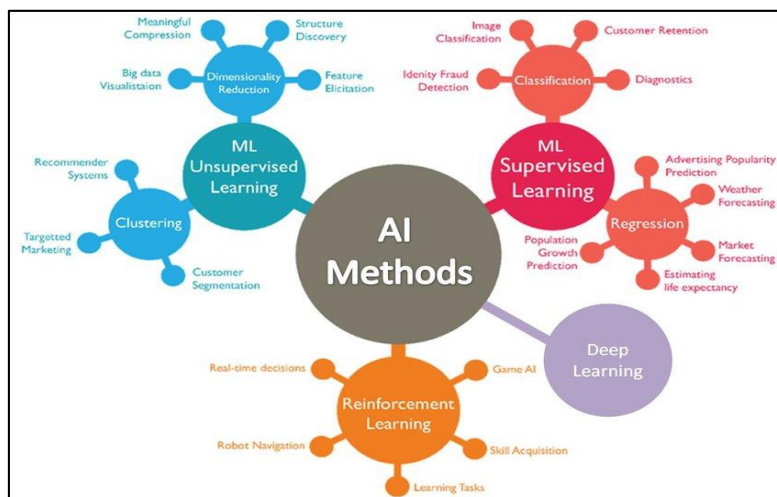 Meaningful
Compression
Structure
Discovery
Big data
Visualistaion
Dimensionality
Reduction
Feature
Elicitation
ML
Unsupervised
Learning
Recommender
Systems
Clustering
Targetted
Marketing
Customer
Segmentation
Image
Classification
Customer Retention
Idenity Fraud
Detection
Classification
Diagnostics
ML
Supervised
Learning
Advertising Popularity
Prediction
Weather
Forecasting
Regression
Population
Growth
Prediction
Market
Forecasting
Estimating
life expectancy
AI
Methods
Deep
Learning
Real-time decisions
Game AI
Reinforcement
Learning
Robot Navigation
Skill Acquisition
Learning Tasks